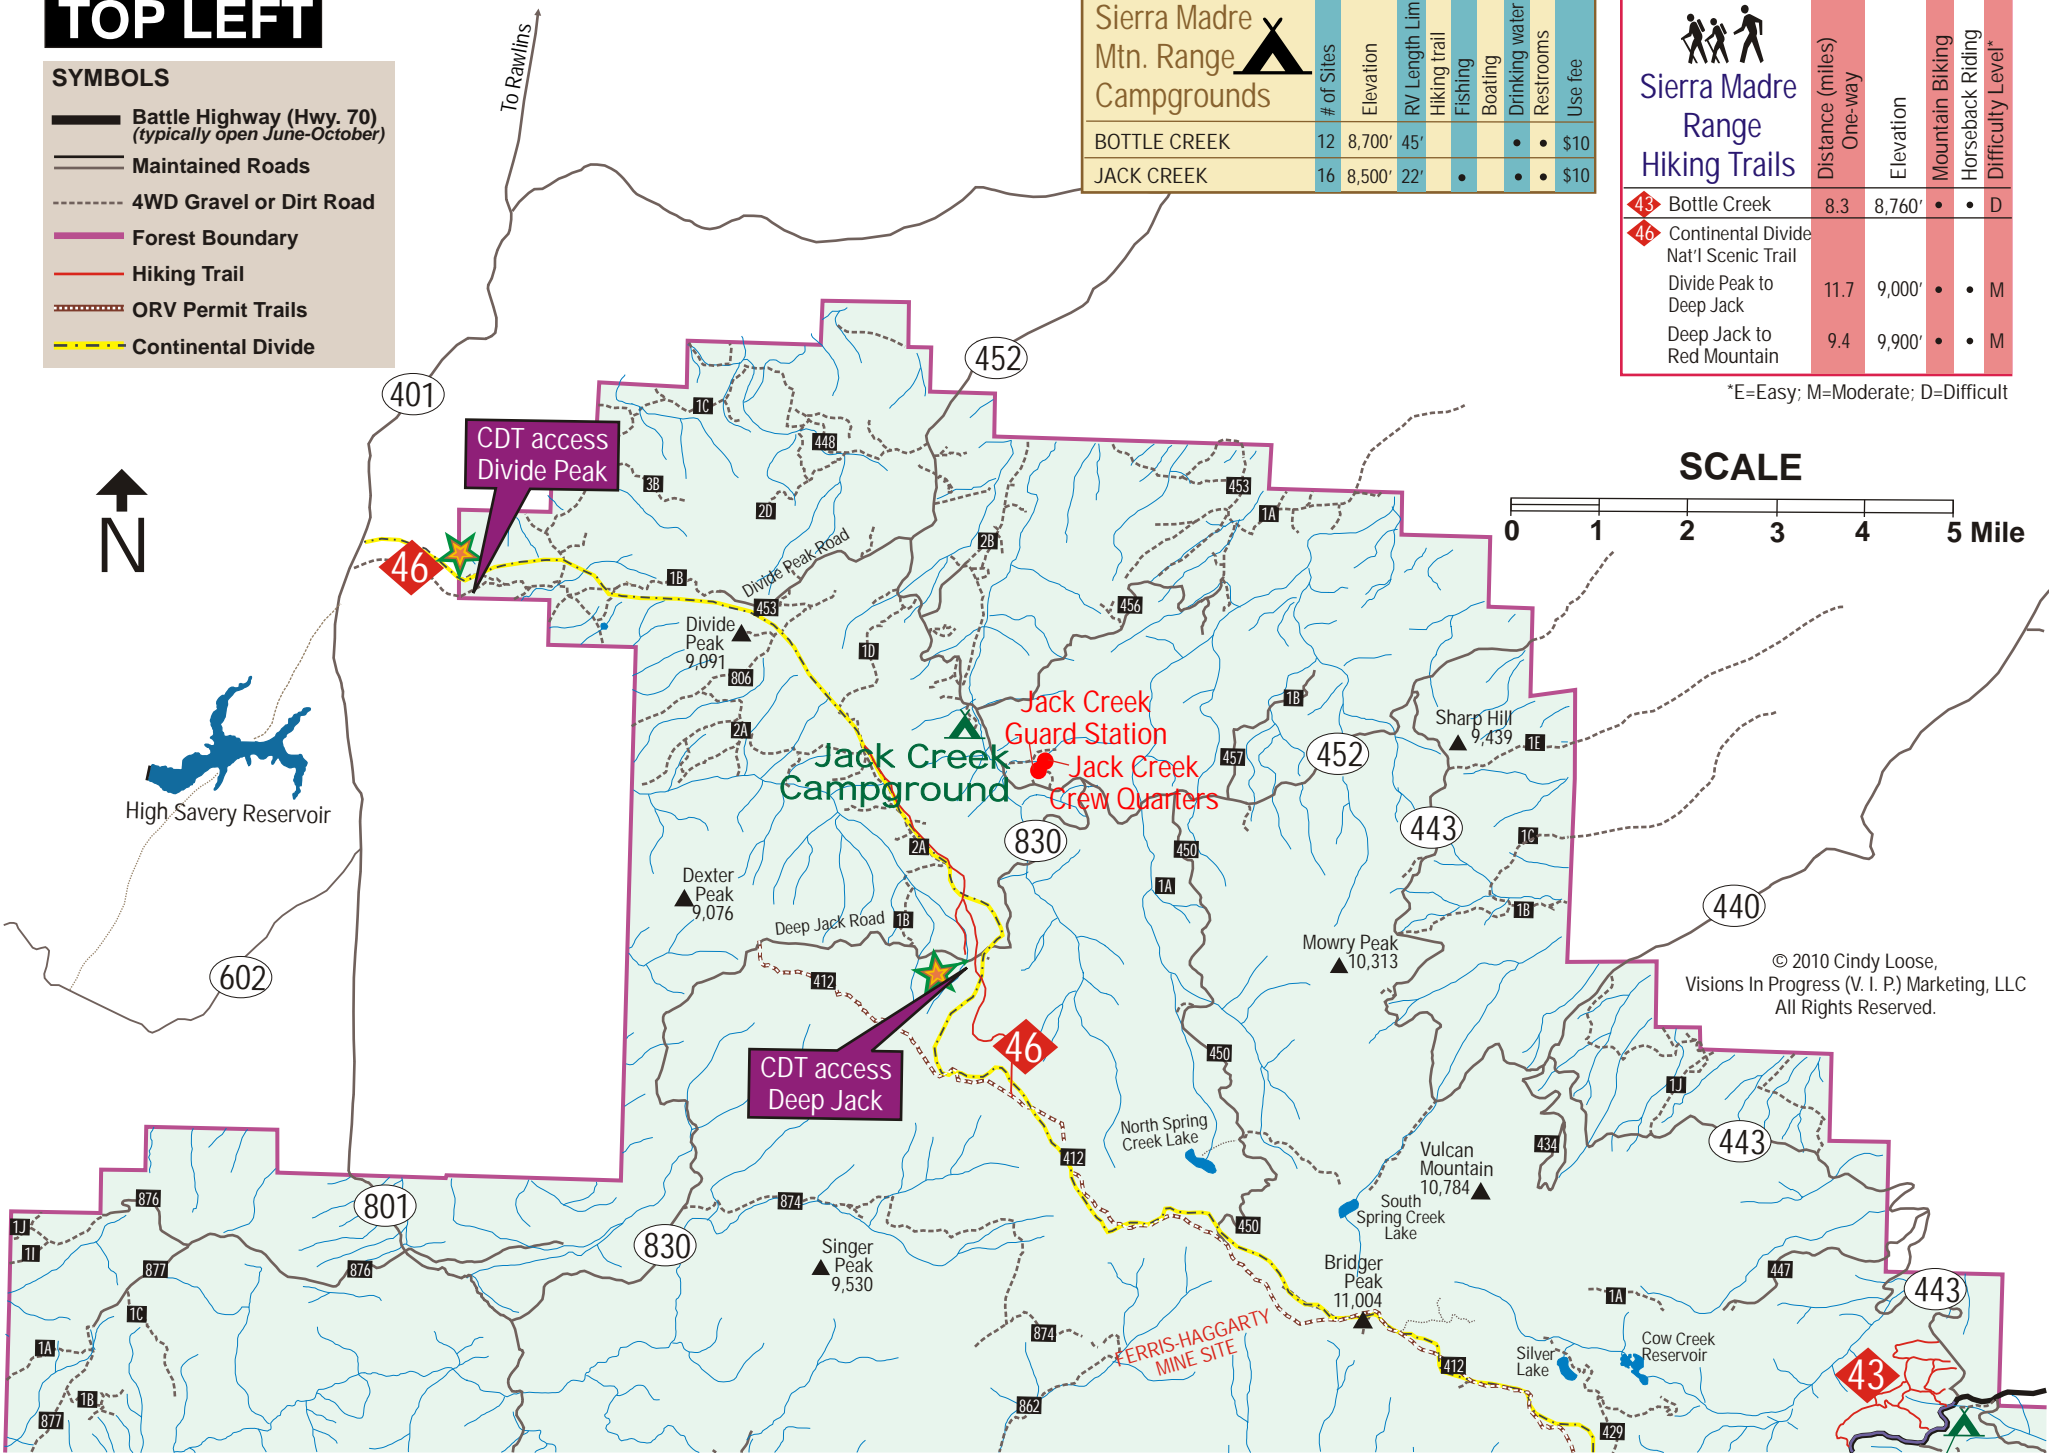 TOP LEFT
SYMBOLS
Battle Highway (Hwy. 70)
(typically open June-October)
Maintained Roads
4WD Gravel or Dirt Road
Forest Boundary
Hiking Trail
ORV Permit Trails
Continental Divide
To Rawlins
Sierra Madre
Mtn. Range
Campgrounds
# of Sites
Elevation
RV Length Lim
Hiking trail
Fishing
Boating
Drinking water
Restrooms
Use fee
BOTTLE CREEK 12 8,700' 45' • • $10
JACK CREEK 16 8,500' 22' • • • $10
Sierra Madre
Range
Hiking Trails
Distance (miles)
One-way
Elevation
Mountain Biking
Horseback Riding
Difficulty Level*
43 Bottle Creek 8.3 8,760' • • D
46 Continental Divide
Nat'l Scenic Trail
Divide Peak to
Deep Jack 11.7 9,000' • • M
Deep Jack to
Red Mountain 9.4 9,900' • • M
*E=Easy; M=Moderate; D=Difficult
SCALE
0 1 2 3 4 5 Mile
N
401
452
CDT access
Divide Peak
1C
448
3B
2D
453
1A
2B
46
1B
Divide Peak Road
453
456
Divide
Peak
9,091
1D
806
2A
1B
Jack Creek
Guard Station
Jack Creek
Crew Quarters
Jack Creek
Campground
Sharp Hill
9,439
1E
457
452
High Savery Reservoir
443
830
1C
2A
450
1A
Dexter
Peak
9,076
Deep Jack Road
1B
1B
440
Mowry Peak
10,313
© 2010 Cindy Loose,
Visions In Progress (V. I. P.) Marketing, LLC
All Rights Reserved.
602
412
46
CDT access
Deep Jack
450
1J
North Spring
Creek Lake
412
434
443
Vulcan
Mountain
10,784
South
Spring Creek
Lake
876
801
874
450
1J
1I
830
Singer
Peak
9,530
877
876
Bridger
Peak
11,004
447
1A
443
1C
1A
874
FERRIS-HAGGARTY
MINE SITE
Silver
Lake
Cow Creek
Reservoir
412
43
1B
877
862
429